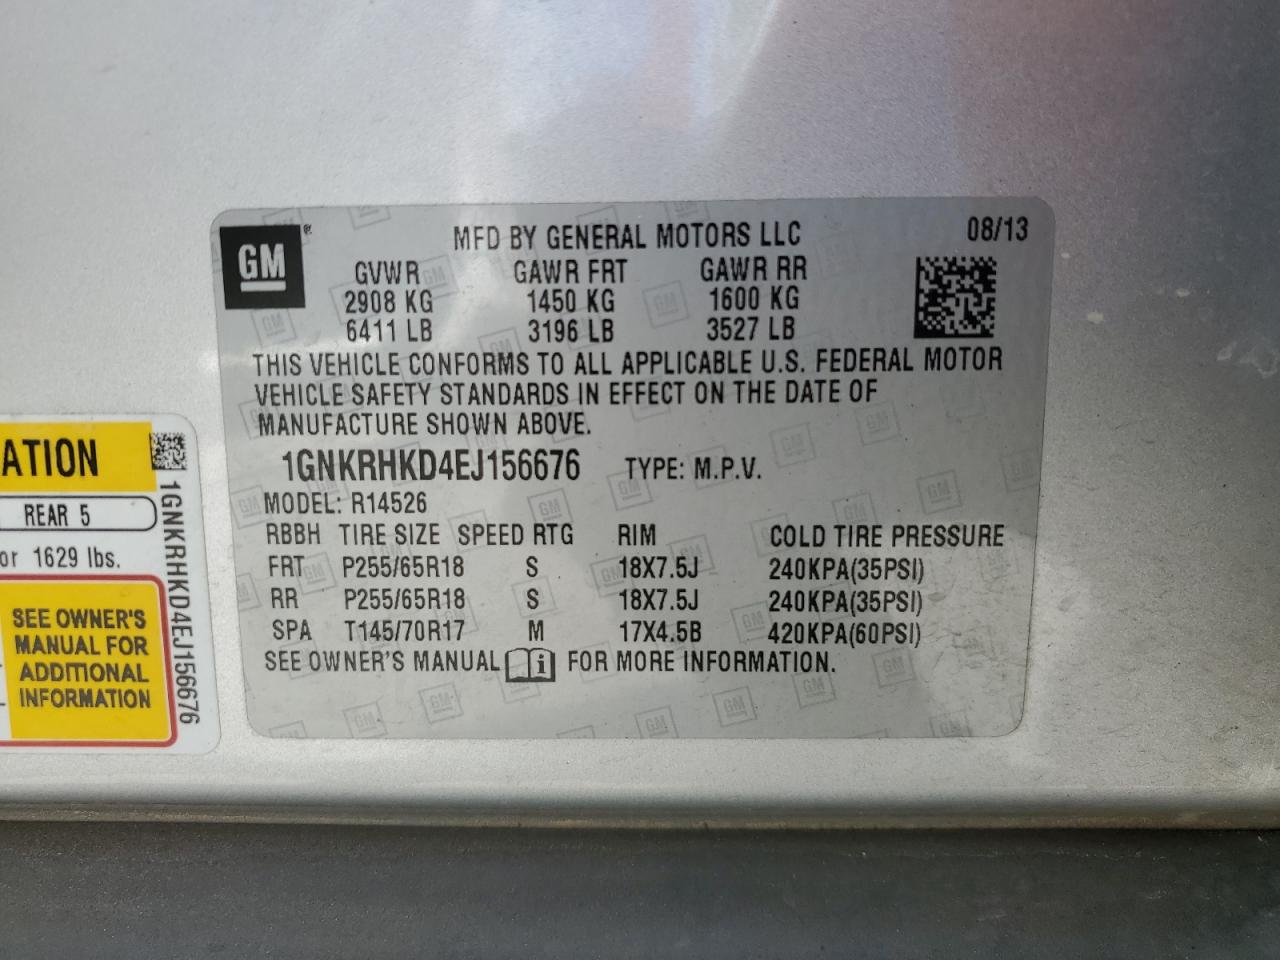 GM ®
MFD BY GENERAL MOTORS LLC 08/13
GVWR GAWR FRT GAWR RR
2908 KG 1450 KG 1600 KG
6411 LB 3196 LB 3527 LB
THIS VEHICLE CONFORMS TO ALL APPLICABLE U.S. FEDERAL MOTOR
VEHICLE SAFETY STANDARDS IN EFFECT ON THE DATE OF
MANUFACTURE SHOWN ABOVE.
1GNKRHKD4EJ156676 TYPE: M.P.V.
MODEL: R14526
RBBH TIRE SIZE SPEED RTG RIM COLD TIRE PRESSURE
FRT P255/65R18 S 18X7.5J 240KPA(35PSI)
RR P255/65R18 S 18X7.5J 240KPA(35PSI)
SPA T145/70R17 M 17X4.5B 420KPA(60PSI)
SEE OWNER'S MANUAL i FOR MORE INFORMATION.
ATION
REAR 5
or 1629 lbs.
SEE OWNER'S
MANUAL FOR
ADDITIONAL
INFORMATION
1GNKRHKD4EJ156676